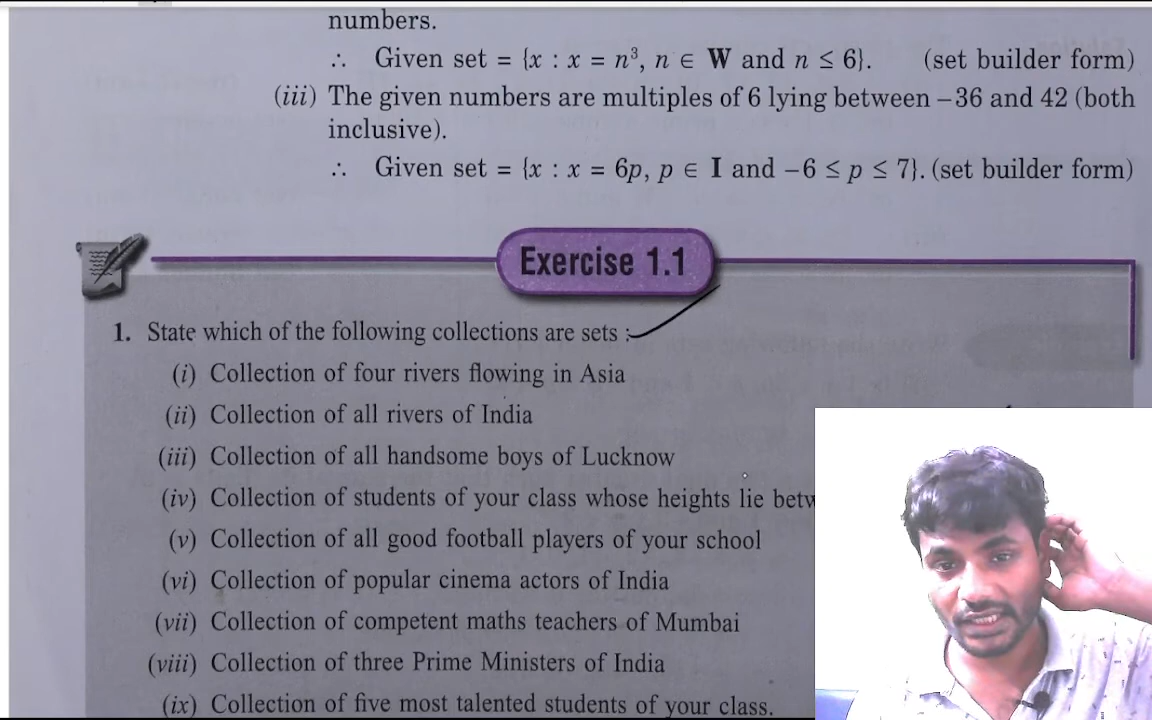 numbers.
∴ Given set = {x : x = n³, n ∈ W and n ≤ 6}. (set builder form)
(iii) The given numbers are multiples of 6 lying between –36 and 42 (both
inclusive).
∴ Given set = {x : x = 6p, p ∈ I and –6 ≤ p ≤ 7}. (set builder form)
Exercise 1.1
1. State which of the following collections are sets :
(i) Collection of four rivers flowing in Asia
(ii) Collection of all rivers of India
(iii) Collection of all handsome boys of Lucknow
(iv) Collection of students of your class whose heights lie
(v) Collection of all good football players of your school
(vi) Collection of popular cinema actors of India
(vii) Collection of competent maths teachers of Mumbai
(viii) Collection of three Prime Ministers of India
(ix) Collection of five most talented students of your class.